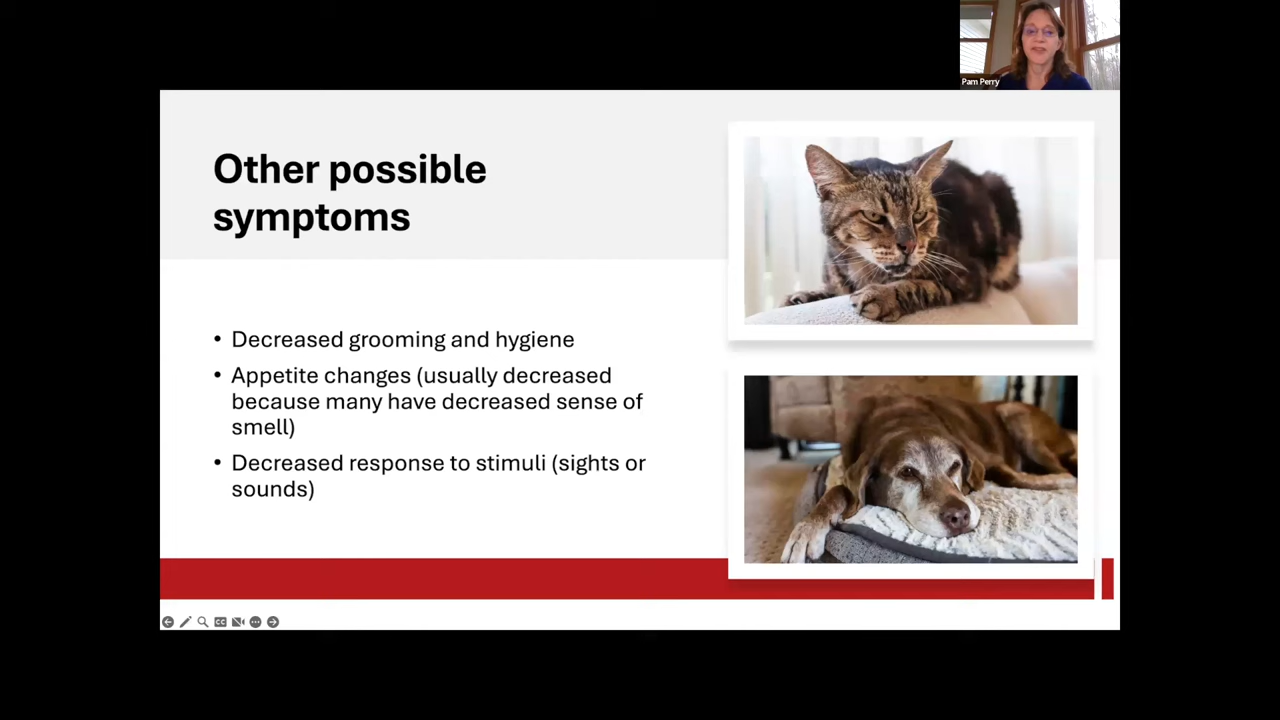 Pam Perry
Other possible
symptoms
• Decreased grooming and hygiene
• Appetite changes (usually decreased
because many have decreased sense of
smell)
• Decreased response to stimuli (sights or
sounds)
CC